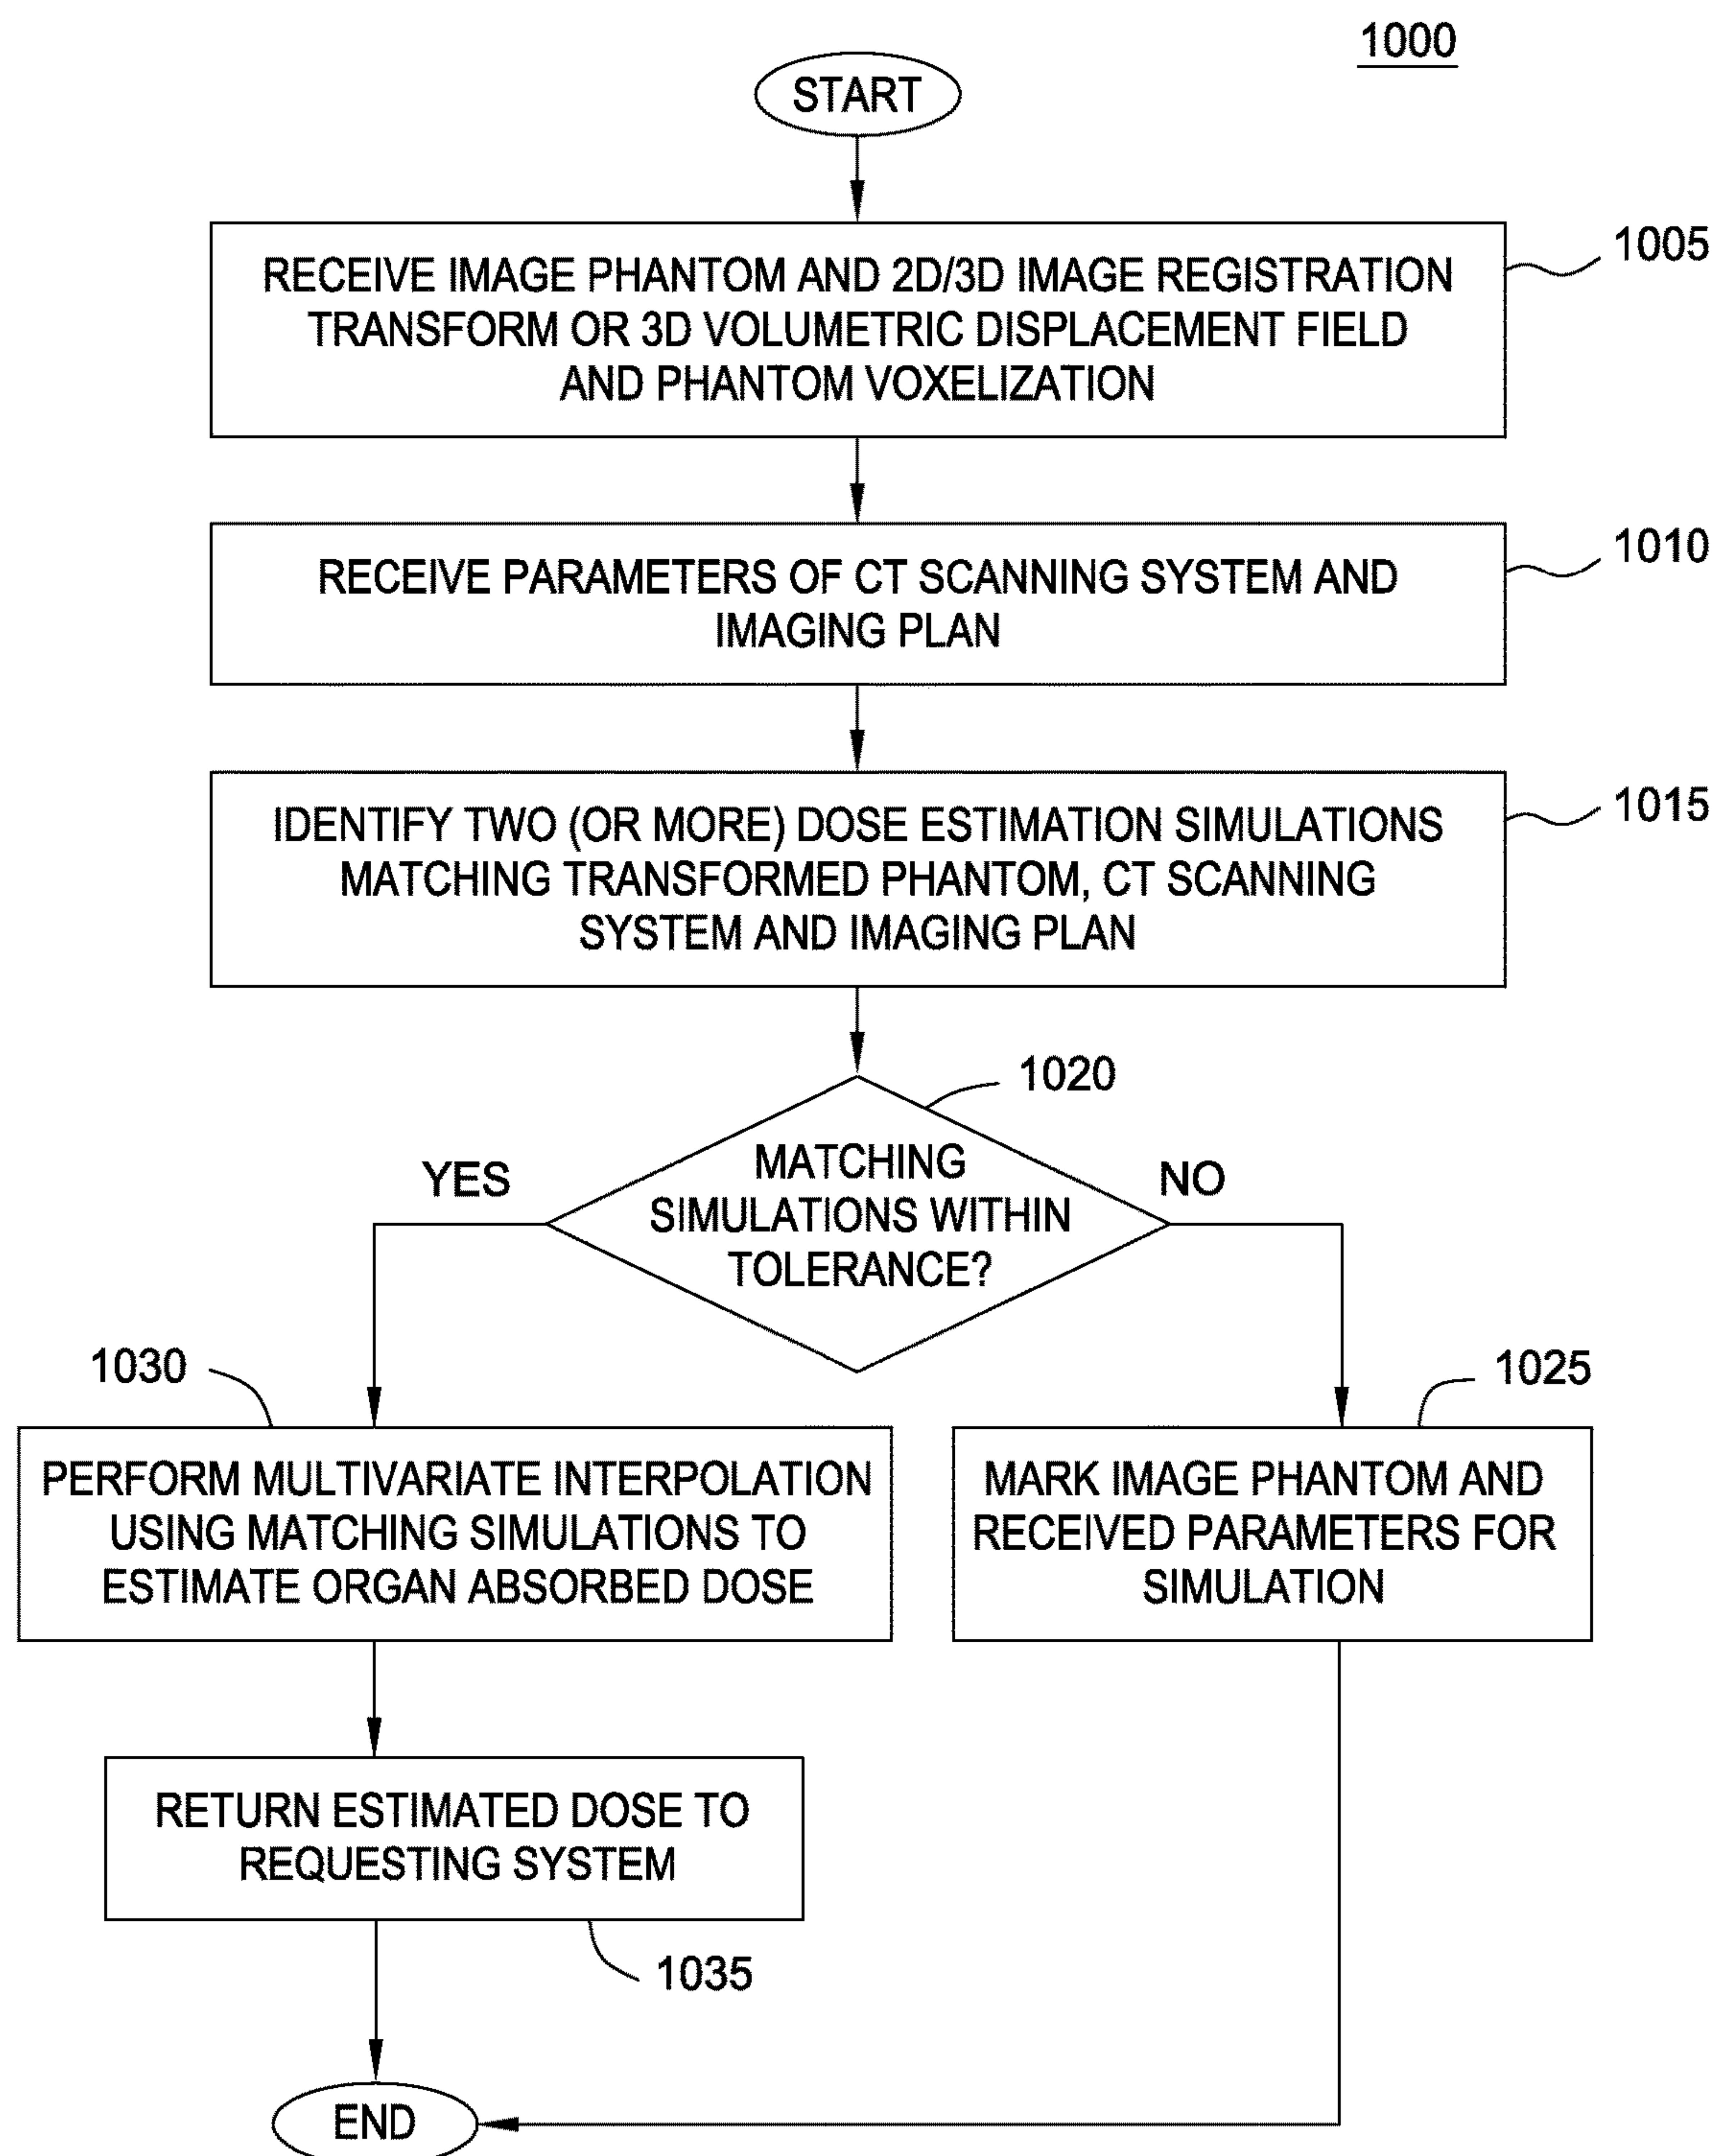 1000
START
RECEIVE IMAGE PHANTOM AND 2D/3D IMAGE REGISTRATION
TRANSFORM OR 3D VOLUMETRIC DISPLACEMENT FIELD
AND PHANTOM VOXELIZATION
1005
RECEIVE PARAMETERS OF CT SCANNING SYSTEM AND
IMAGING PLAN
1010
IDENTIFY TWO (OR MORE) DOSE ESTIMATION SIMULATIONS
MATCHING TRANSFORMED PHANTOM, CT SCANNING
SYSTEM AND IMAGING PLAN
1015
1020
MATCHING
SIMULATIONS WITHIN
TOLERANCE?
YES
NO
1030
PERFORM MULTIVARIATE INTERPOLATION
USING MATCHING SIMULATIONS TO
ESTIMATE ORGAN ABSORBED DOSE
1025
MARK IMAGE PHANTOM AND
RECEIVED PARAMETERS FOR
SIMULATION
RETURN ESTIMATED DOSE TO
REQUESTING SYSTEM
1035
END